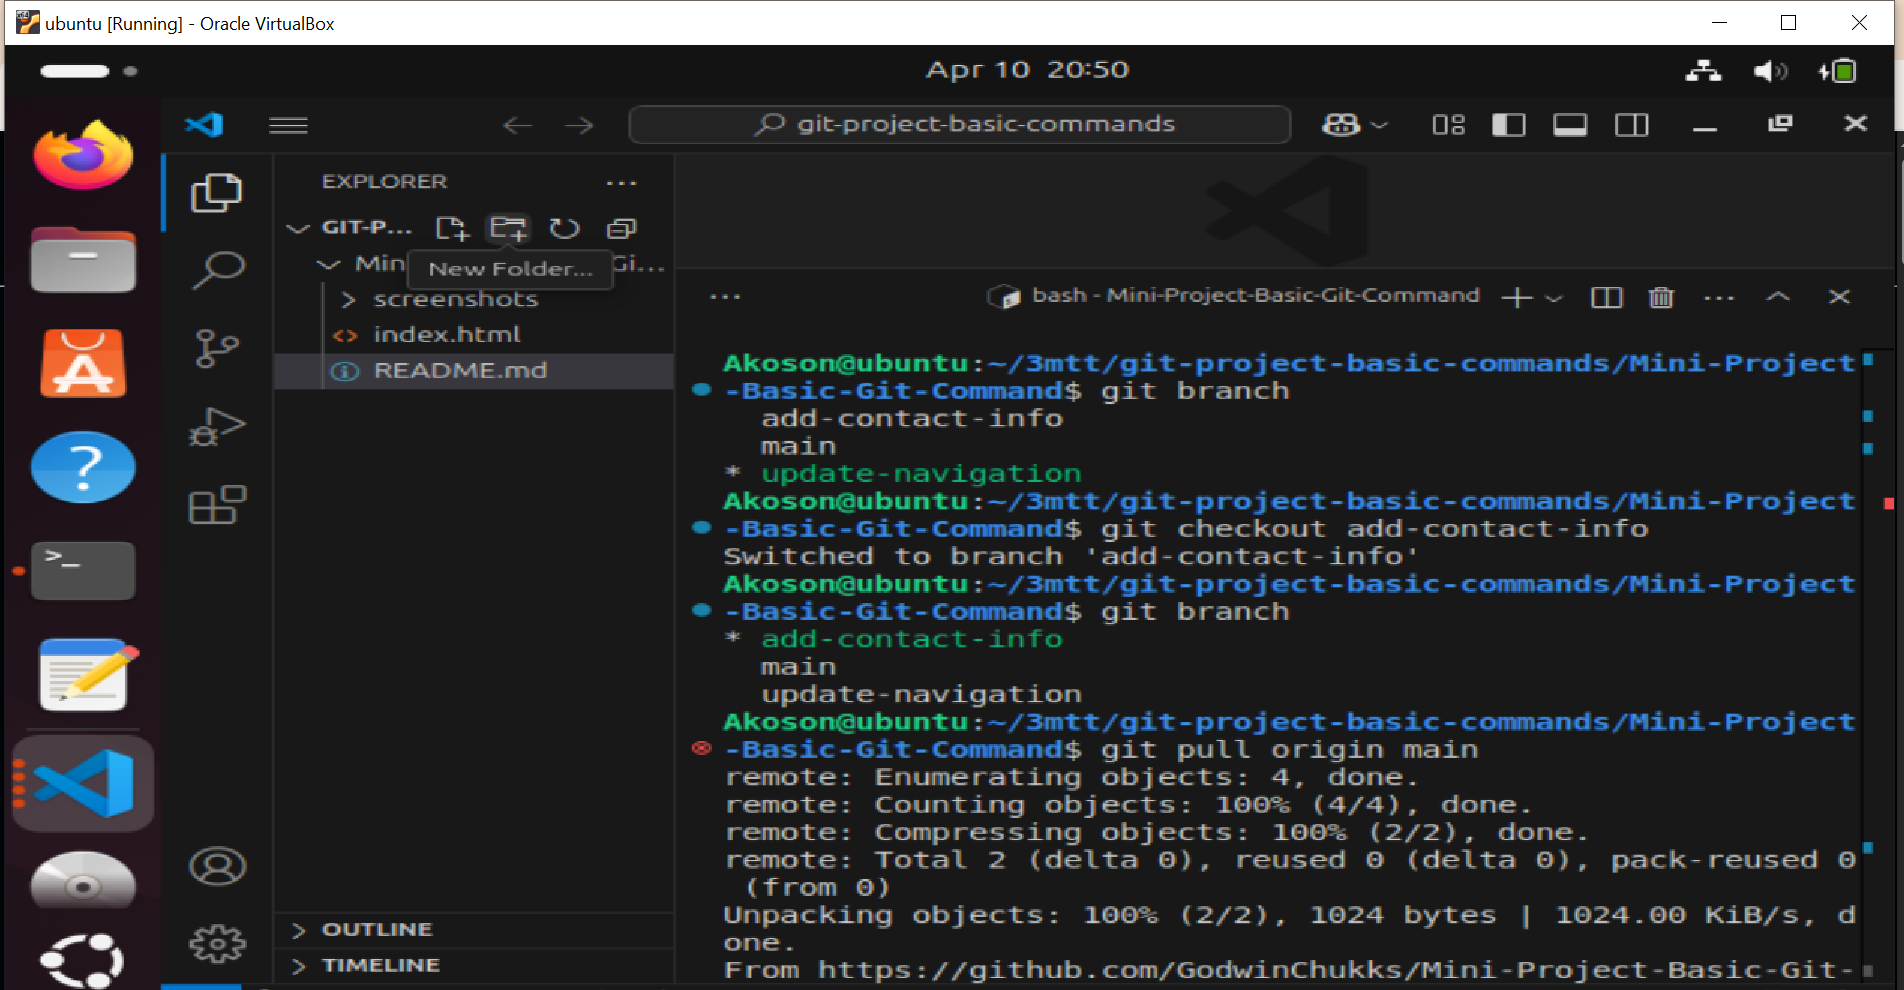 ubuntu [Running] - Oracle VirtualBox
Apr 10 20:50
git-project-basic-commands
EXPLORER
GIT-P...
New Folder...
Min
Gi...
screenshots
index.html
README.md
OUTLINE
TIMELINE
bash - Mini-Project-Basic-Git-Command
Akoson@ubuntu:~/3mtt/git-project-basic-commands/Mini-Project
-Basic-Git-Command$ git branch
add-contact-info
main
* update-navigation
Akoson@ubuntu:~/3mtt/git-project-basic-commands/Mini-Project
-Basic-Git-Command$ git checkout add-contact-info
Switched to branch 'add-contact-info'
Akoson@ubuntu:~/3mtt/git-project-basic-commands/Mini-Project
-Basic-Git-Command$ git branch
* add-contact-info
main
update-navigation
Akoson@ubuntu:~/3mtt/git-project-basic-commands/Mini-Project
-Basic-Git-Command$ git pull origin main
remote: Enumerating objects: 4, done.
remote: Counting objects: 100% (4/4), done.
remote: Compressing objects: 100% (2/2), done.
remote: Total 2 (delta 0), reused 0 (delta 0), pack-reused 0
(from 0)
Unpacking objects: 100% (2/2), 1024 bytes | 1024.00 KiB/s, d
one.
From https://github.com/GodwinChukks/Mini-Project-Basic-Git-